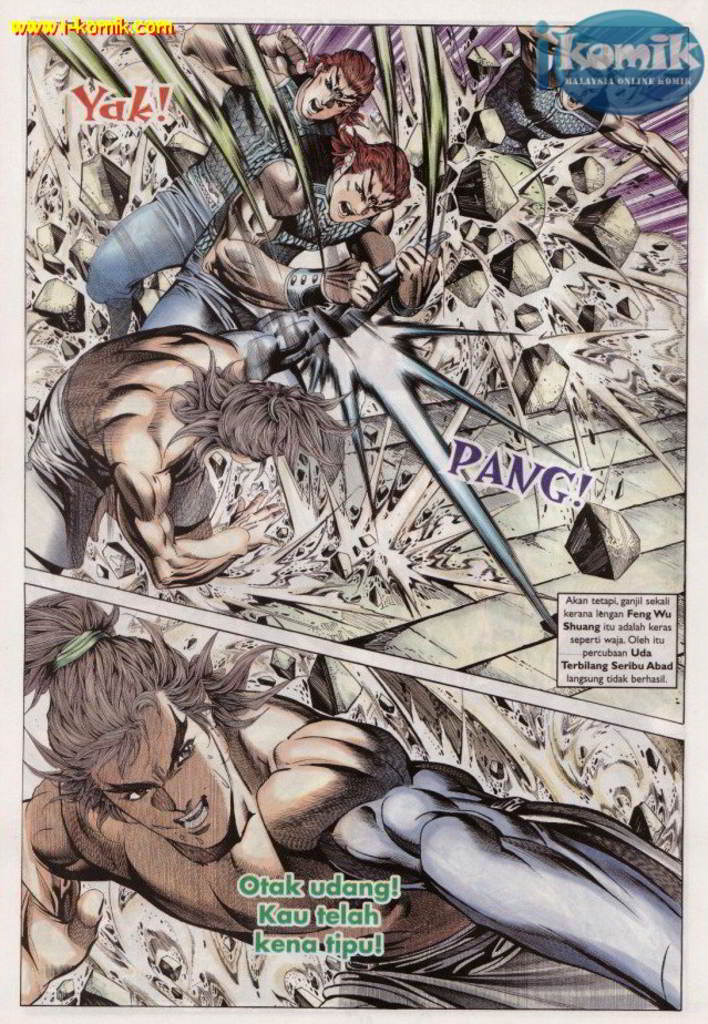 www.i-komik.com
ikomik
MALAYSIA ONLINE KOMIK
Yak!
PANG!
Akan tetapi, ganjil sekali
kerana lengan Feng Wu
Shuang itu adalah keras
seperti waja. Oleh itu
percubaan Uda
Terbilang Seribu Abad
langsung tidak berhasil.
Otak udang!
Kau telah
kena tipu!